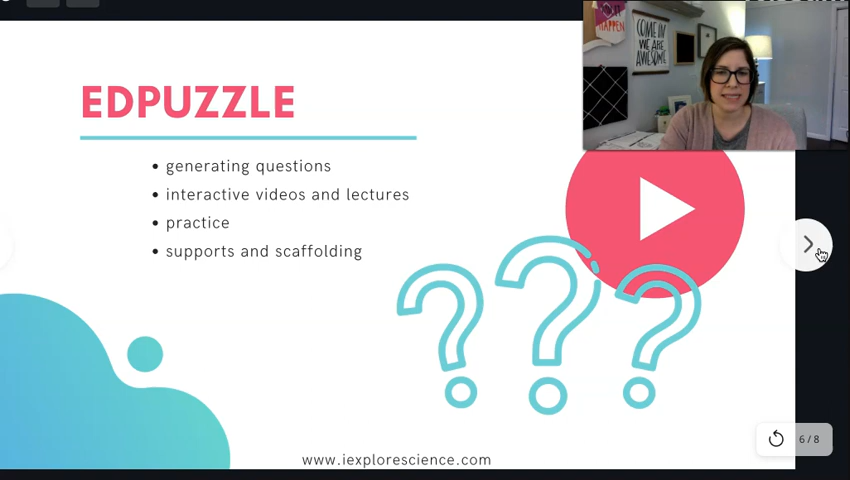 HAPPEN
COME IN
WE ARE
AWESOME
EDPUZZLE
generating questions
interactive videos and lectures
practice
supports and scaffolding
6/8
www.iexplorescience.com